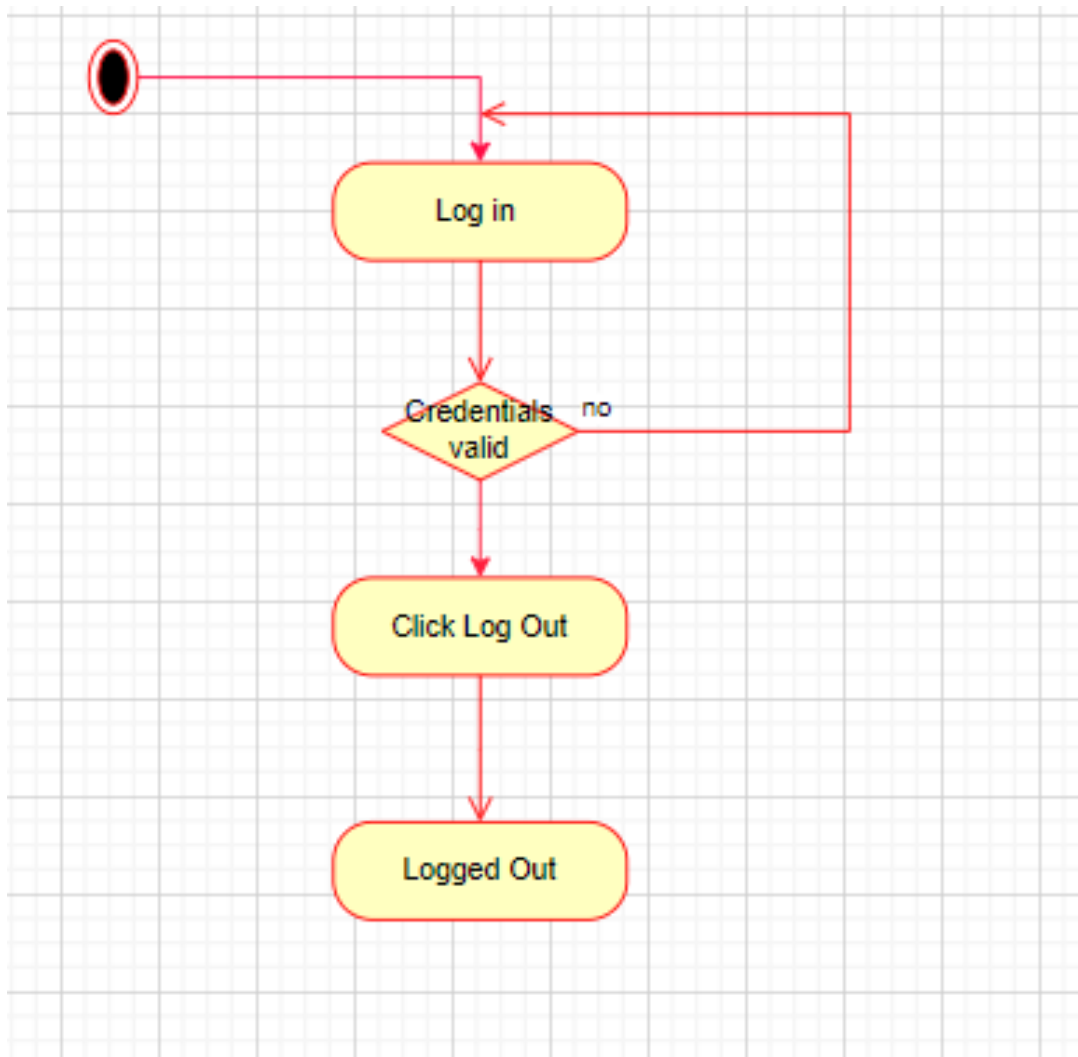 Log in
Credentials
valid
no
Click Log Out
Logged Out